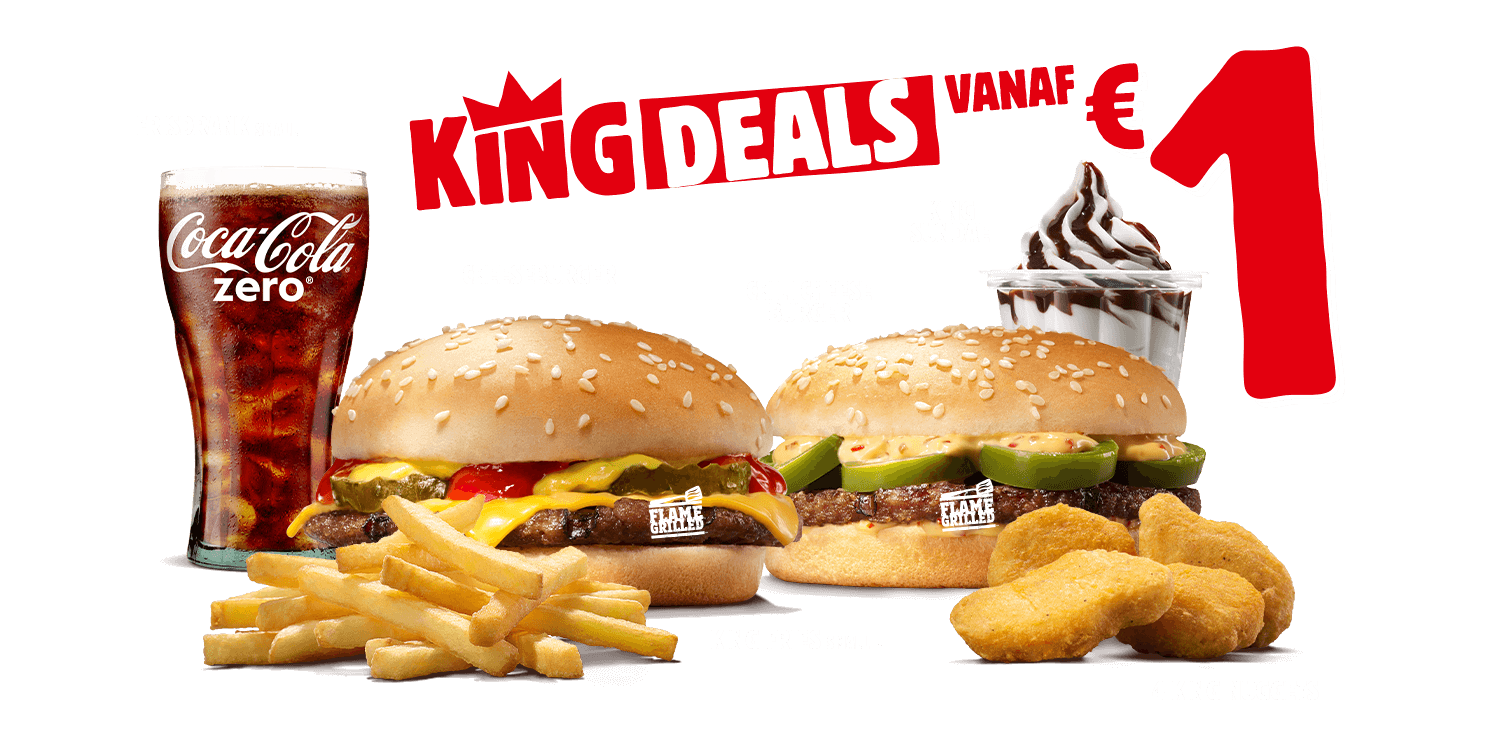 KING DEALS VANAF €1
Coca-Cola
zero®
FLAME
GRILLED
FLAME
GRILLED